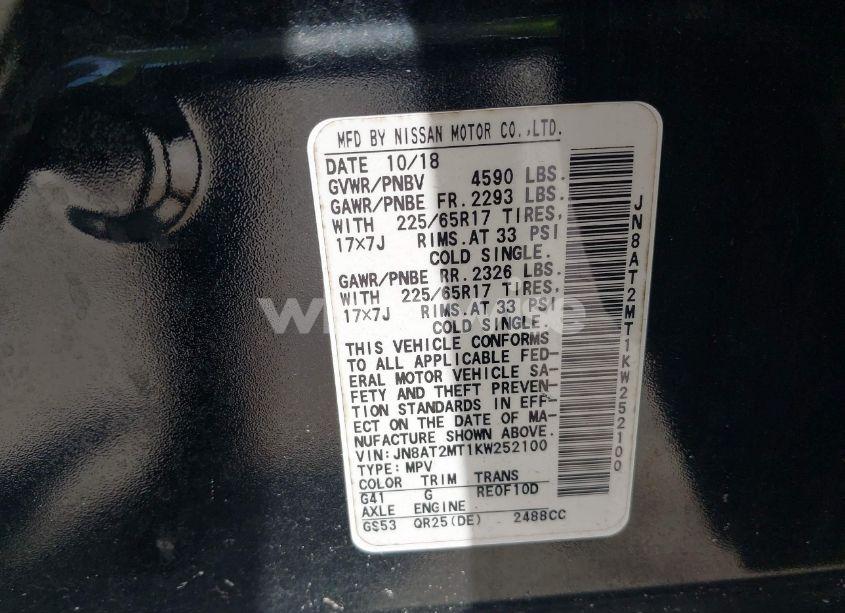 MFD BY NISSAN MOTOR CO.,LTD.
DATE 10/18
GVWR/PNBV 4590 LBS.
GAWR/PNBE FR. 2293 LBS.
WITH 225/65R17 TIRES,
17×7J RIMS. AT 33 PSI
COLD SINGLE.
GAWR/PNBE RR. 2326 LBS.
WITH 225/65R17 TIRES,
17×7J RIMS. AT 33 PSI
COLD SINGLE.
THIS VEHICLE CONFORMS
TO ALL APPLICABLE FED-
ERAL MOTOR VEHICLE SA-
FETY AND THEFT PREVEN-
TION STANDARDS IN EFF-
ECT ON THE DATE OF MA-
NUFACTURE SHOWN ABOVE.
VIN: JN8AT2MT1KW252100
TYPE: MPV
COLOR TRIM TRANS
G41 G RE0F10D
AXLE ENGINE
GS53 QR25(DE) 2488CC
JN8AT2MT1KW252100